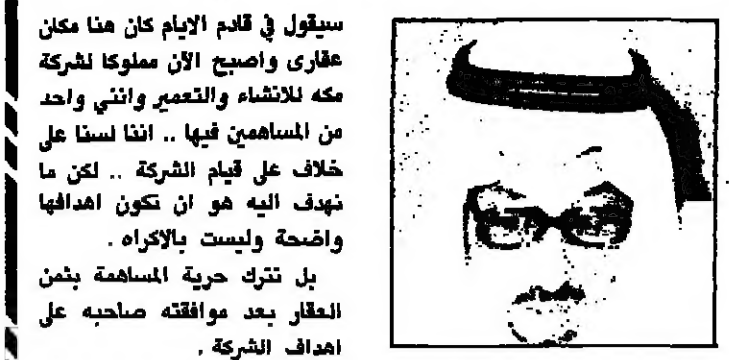 سيقول في قادم الايام كان هنا مكان
عقارى واصبح الآن مملوكا لشركة
مكه للانشاء والتعمير وانني واحد
من المساهمين فيها .. اننا لسنا على
خلاف على قيام الشركة .. لكن ما
نهدف اليه هو ان تكون اهدافها
واضحة وليست بالاكراه .
بل نترك حرية المساهمة بثمن
العقار بعد موافقته صاحبه على
اهداف الشركة .